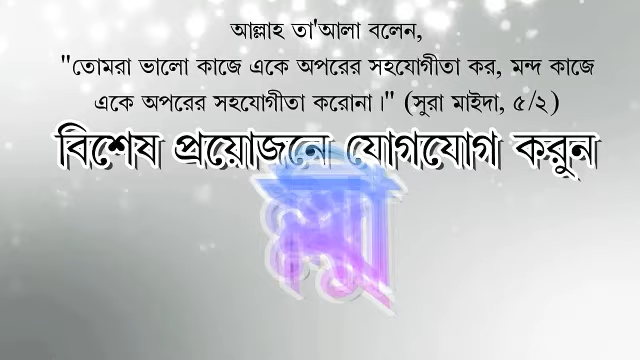 আল্লাহ তা'আলা বলেন,
"তোমরা ভালো কাজে একে অপরের সহযোগীতা কর, মন্দ কাজে
একে অপরের সহযোগীতা করোনা।" (সুরা মাইদা, ৫/২)
বিশেষ প্রয়োজনে যোগযোগ করুন